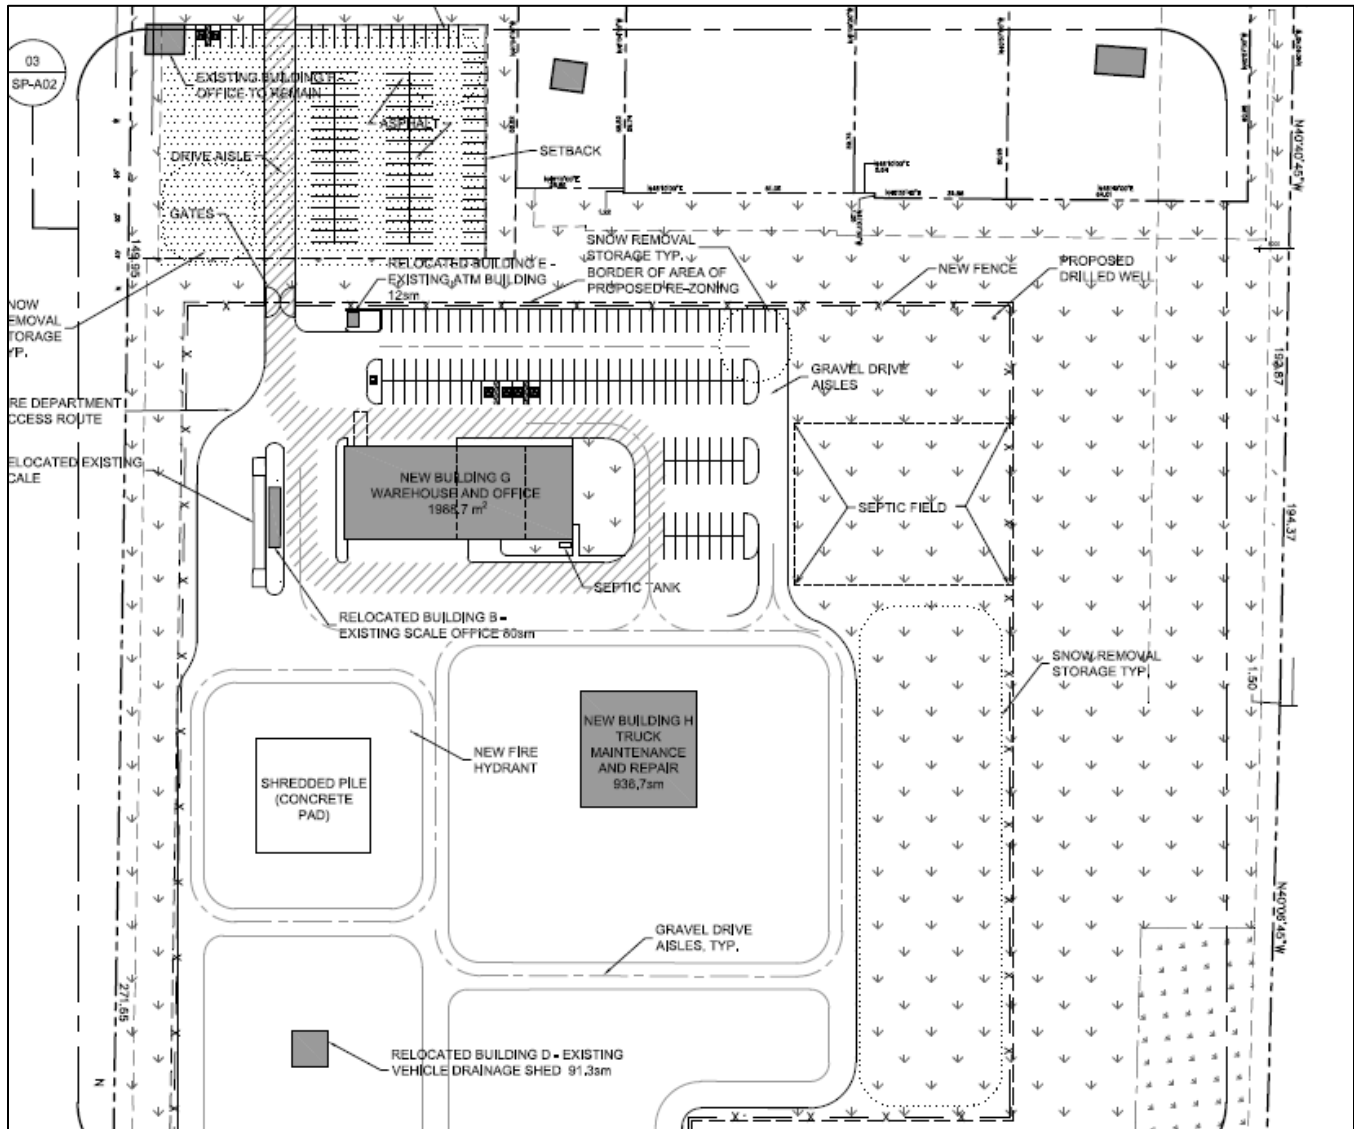 03
SP-A02
EXISTING BUILDING F -
OFFICE TO REMAIN
ASPHALT
DRIVE AISLE
SETBACK
GATES
N40°40'45"W
149.95
SNOW REMOVAL
STORAGE TYP.
BORDER OF AREA OF
PROPOSED RE-ZONING
RELOCATED BUILDING E -
EXISTING ATM BUILDING
12sm
NEW FENCE
PROPOSED
DRILLED WELL
NOW
EMOVAL
TORAGE
YP.
193.87
GRAVEL DRIVE
AISLES
RE DEPARTMENT
CCESS ROUTE
ELOCATED EXISTING
CALE
NEW BUILDING G
WAREHOUSE AND OFFICE
1988.7 m²
SEPTIC FIELD
194.37
SEPTIC TANK
RELOCATED BUILDING B -
EXISTING SCALE OFFICE 80sm
SNOW REMOVAL
STORAGE TYP.
1.50
NEW BUILDING H
TRUCK
MAINTENANCE
AND REPAIR
936.7sm
NEW FIRE
HYDRANT
SHREDDED PILE
(CONCRETE
PAD)
N40°06'45"W
GRAVEL DRIVE
AISLES, TYP.
271.65
RELOCATED BUILDING D - EXISTING
VEHICLE DRAINAGE SHED 91.3sm
N